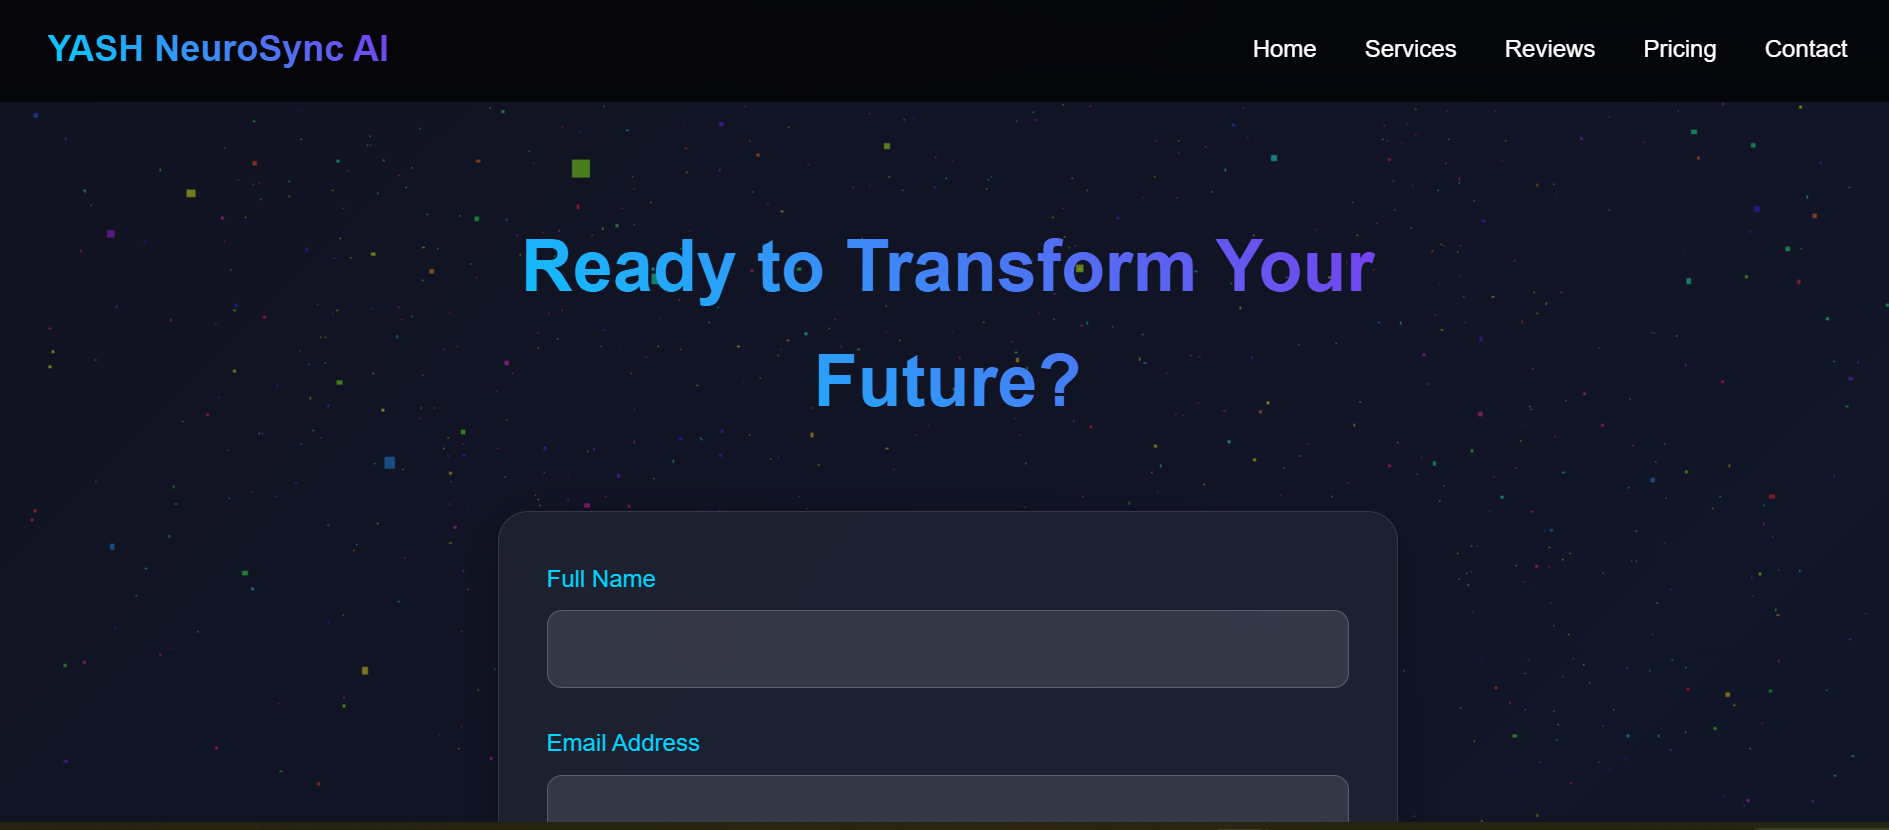 YASH NeuroSync AI
Home Services Reviews Pricing Contact
Ready to Transform Your
Future?
Full Name
Email Address